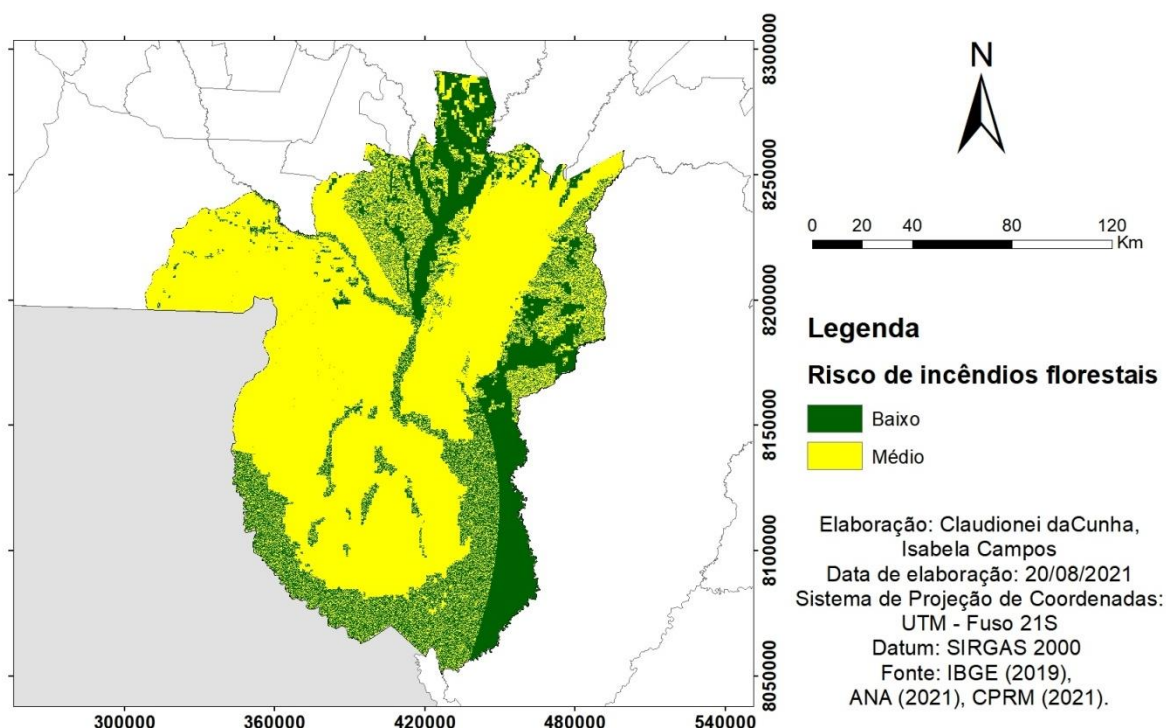 8300000
8250000
8200000
8150000
8100000
8050000
300000 360000 420000 480000 540000
N
0 20 40 80 120
Km
Legenda
Risco de incêndios florestais
Baixo
Médio
Elaboração: Claudionei daCunha,
Isabela Campos
Data de elaboração: 20/08/2021
Sistema de Projeção de Coordenadas:
UTM - Fuso 21S
Datum: SIRGAS 2000
Fonte: IBGE (2019),
ANA (2021), CPRM (2021).